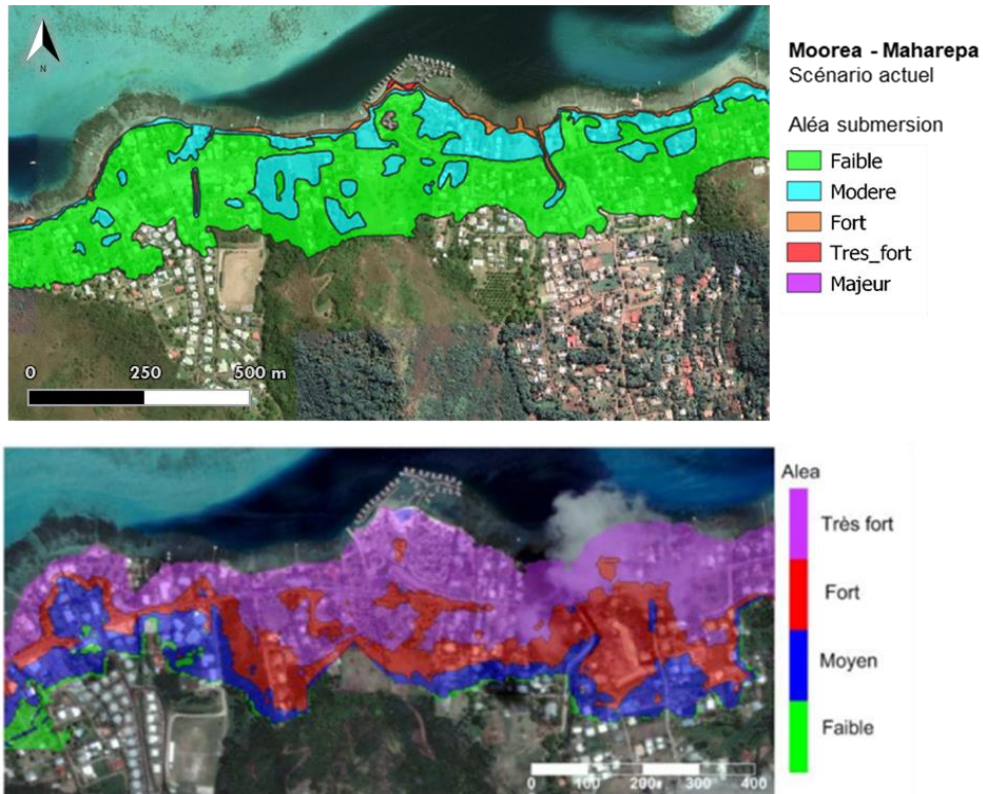 N
Moorea - Maharepa
Scénario actuel
Aléa submersion
Faible
Modere
Fort
Tres_fort
Majeur
0 250 500 m
Alea
Très fort
Fort
Moyen
Faible
0 100 200 300 400